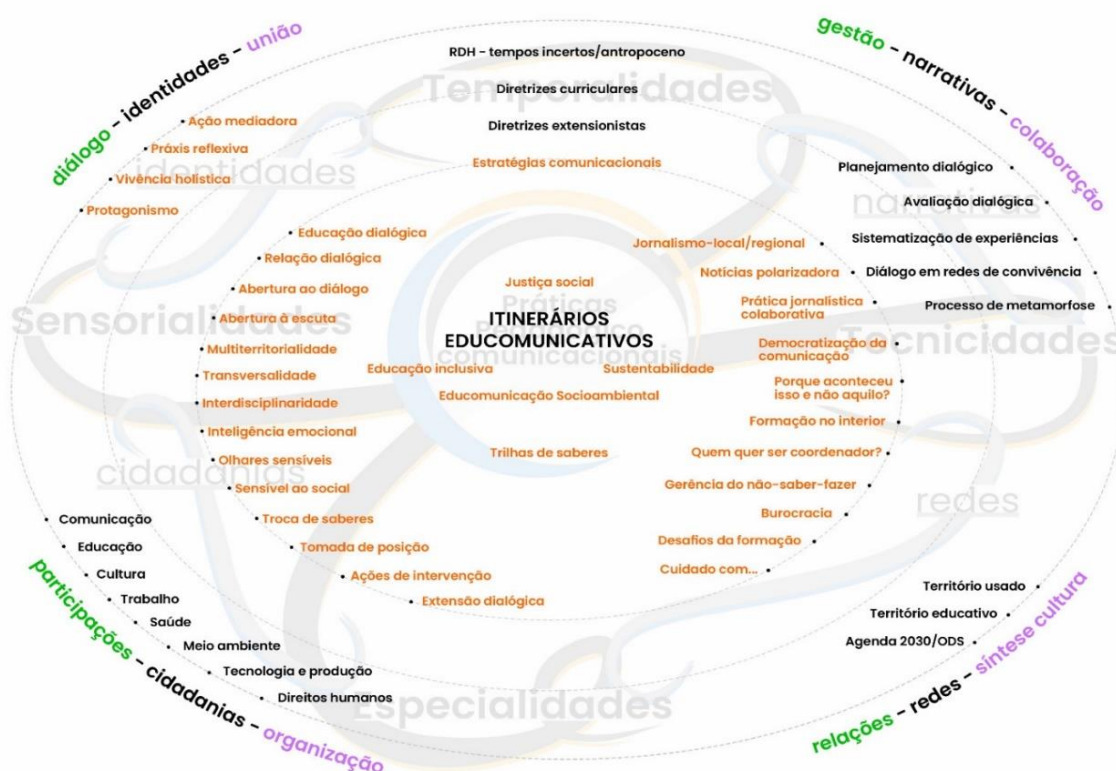 diálogo - identidades - união
gestão - narrativas - colaboração
RDH - tempos incertos/antropoceno
Temporalidades
Diretrizes curriculares
Diretrizes extensionistas
Estratégias comunicacionais
• Ação mediadora
• Práxis reflexiva
identidades
• Vivência holística
• Protagonismo
Planejamento dialógico •
narrativas
Avaliação dialógica •
Sistematização de experiências •
Diálogo em redes de convivência •
Processo de metamorfose •
• Educação dialógica
• Relação dialógica
• Abertura ao diálogo
• Abertura à escuta
Sensorialidades
• Multiterritorialidade
• Transversalidade
• Interdisciplinaridade
• Inteligência emocional
• Olhares sensíveis
cidadanias
• Sensível ao social
• Troca de saberes
• Tomada de posição
• Ações de intervenção
• Extensão dialógica
Justiça social
Práticas
ITINERÁRIOS
EDUCOMUNICATIVOS
comunicacionais
Educação inclusiva
Sustentabilidade
Educomunicação Socioambiental
Trilhas de saberes
Jornalismo-local/regional •
Notícias polarizadora •
Prática jornalística •
colaborativa
Tecnicidades
Democratização da •
comunicação
Porque aconteceu •
isso e não aquilo?
Formação no interior •
Quem quer ser coordenador? •
Gerência do não-saber-fazer •
redes
Burocracia •
Desafios da formação •
Cuidado com... •
• Comunicação
• Educação
• Cultura
• Trabalho
• Saúde
• Meio ambiente
• Tecnologia e produção
• Direitos humanos
Especialidades
Território usado •
Território educativo •
Agenda 2030/ODS •
participações - cidadanias - organização
relações - redes - síntese cultura